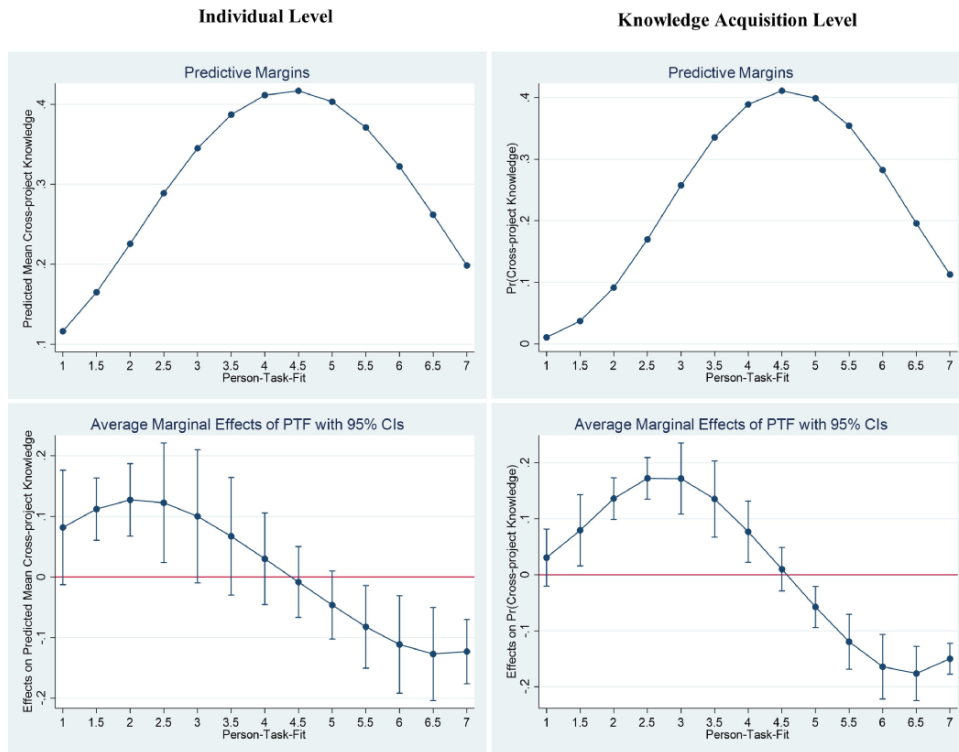 Individual Level
Knowledge Acquisition Level
Predictive Margins
Predicted Mean Cross-project Knowledge
.4
.3
.2
.1
1 1.5 2 2.5 3 3.5 4 4.5 5 5.5 6 6.5 7
Person-Task-Fit
Predictive Margins
Pr(Cross-project Knowledge)
.4
.3
.2
.1
0
1 1.5 2 2.5 3 3.5 4 4.5 5 5.5 6 6.5 7
Person-Task-Fit
Average Marginal Effects of PTF with 95% CIs
Effects on Predicted Mean Cross-project Knowledge
.2
.1
0
-.1
-.2
1 1.5 2 2.5 3 3.5 4 4.5 5 5.5 6 6.5 7
Person-Task-Fit
Average Marginal Effects of PTF with 95% CIs
Effects on Pr(Cross-project Knowledge)
.2
.1
0
-.1
-.2
1 1.5 2 2.5 3 3.5 4 4.5 5 5.5 6 6.5 7
Person-Task-Fit